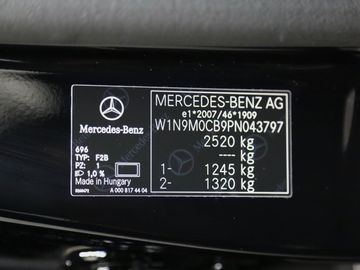 MERCEDES-BENZ AG
e1*2007/46*1909
W1N9M0CB9PN043797
2520 kg
---- kg
1- 1245 kg
2- 1320 kg
Mercedes-Benz
696
TYP: F2B
PZ: 1
1,0 %
Made in Hungary
A 000 817 44 04